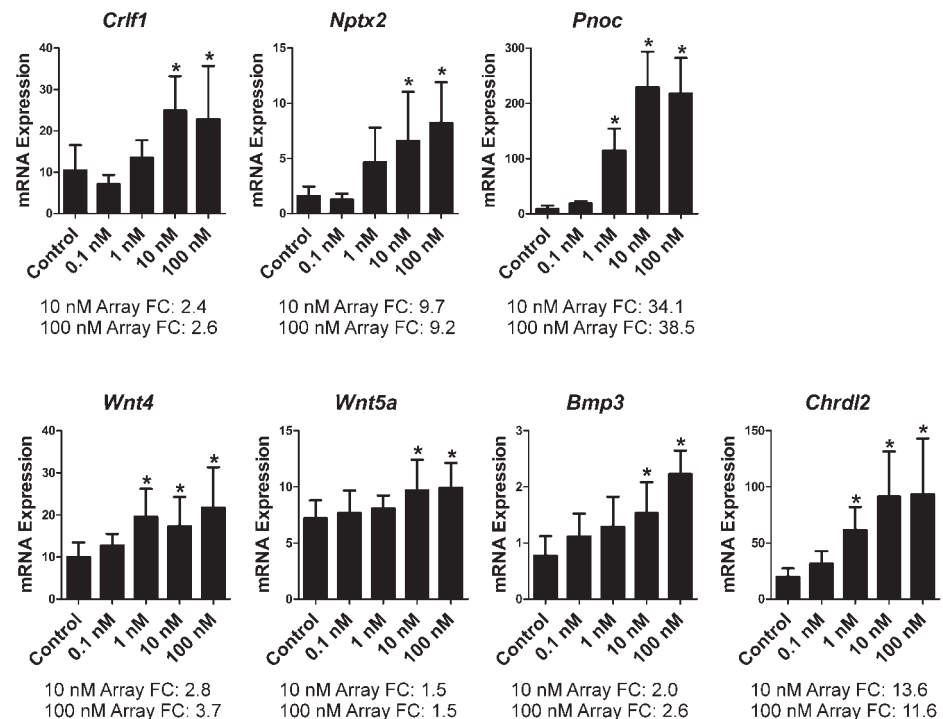 Crlf1
Nptx2
Pnoc
mRNA Expression
40
30
20
10
0
Control
0.1 nM
1 nM
10 nM
100 nM
*
*
10 nM Array FC: 2.4
100 nM Array FC: 2.6
mRNA Expression
15
10
5
0
Control
0.1 nM
1 nM
10 nM
100 nM
*
*
10 nM Array FC: 9.7
100 nM Array FC: 9.2
mRNA Expression
300
200
100
0
Control
0.1 nM
1 nM
10 nM
100 nM
*
*
*
10 nM Array FC: 34.1
100 nM Array FC: 38.5
Wnt4
Wnt5a
Bmp3
Chrdl2
mRNA Expression
40
30
20
10
0
Control
0.1 nM
1 nM
10 nM
100 nM
*
*
*
10 nM Array FC: 2.8
100 nM Array FC: 3.7
mRNA Expression
15
10
5
0
Control
0.1 nM
1 nM
10 nM
100 nM
*
*
10 nM Array FC: 1.5
100 nM Array FC: 1.5
mRNA Expression
3
2
1
0
Control
0.1 nM
1 nM
10 nM
100 nM
*
*
10 nM Array FC: 2.0
100 nM Array FC: 2.6
mRNA Expression
150
100
50
0
Control
0.1 nM
1 nM
10 nM
100 nM
*
*
*
10 nM Array FC: 13.6
100 nM Array FC: 11.6